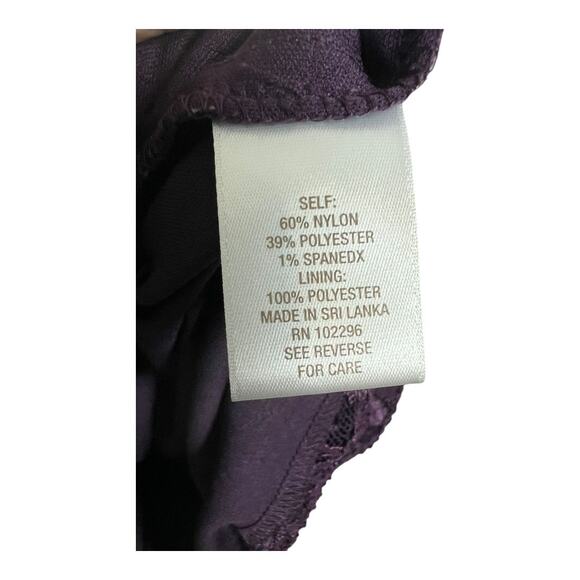 SELF:
60% NYLON
39% POLYESTER
1% SPANEDX
LINING:
100% POLYESTER
MADE IN SRI LANKA
RN 102296
SEE REVERSE
FOR CARE